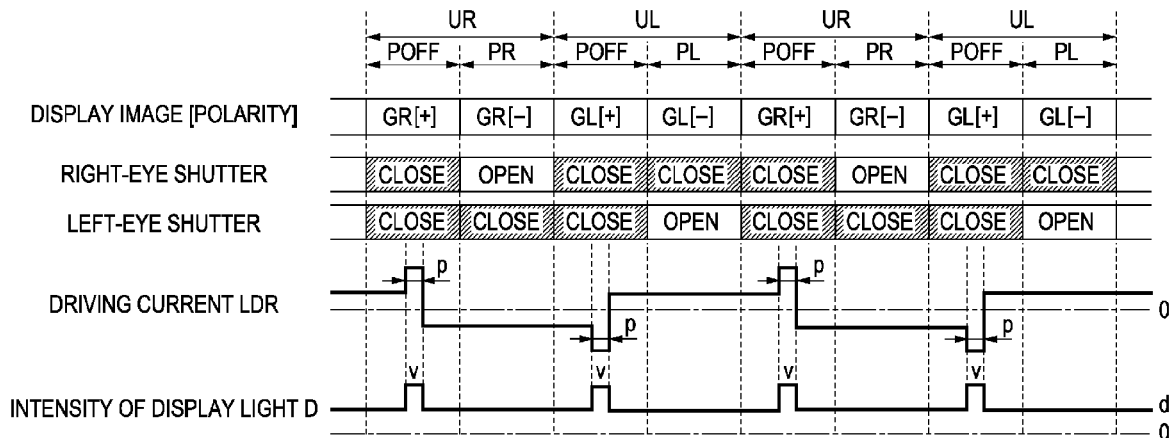 UR UL UR UL
POFF PR POFF PL POFF PR POFF PL
DISPLAY IMAGE [POLARITY] GR[+] GR[–] GL[+] GL[–] GR[+] GR[–] GL[+] GL[–]
RIGHT-EYE SHUTTER CLOSE OPEN CLOSE CLOSE CLOSE OPEN CLOSE CLOSE
LEFT-EYE SHUTTER CLOSE CLOSE CLOSE OPEN CLOSE CLOSE CLOSE OPEN
p p
DRIVING CURRENT LDR 0
p p
v v v v
INTENSITY OF DISPLAY LIGHT D d
0